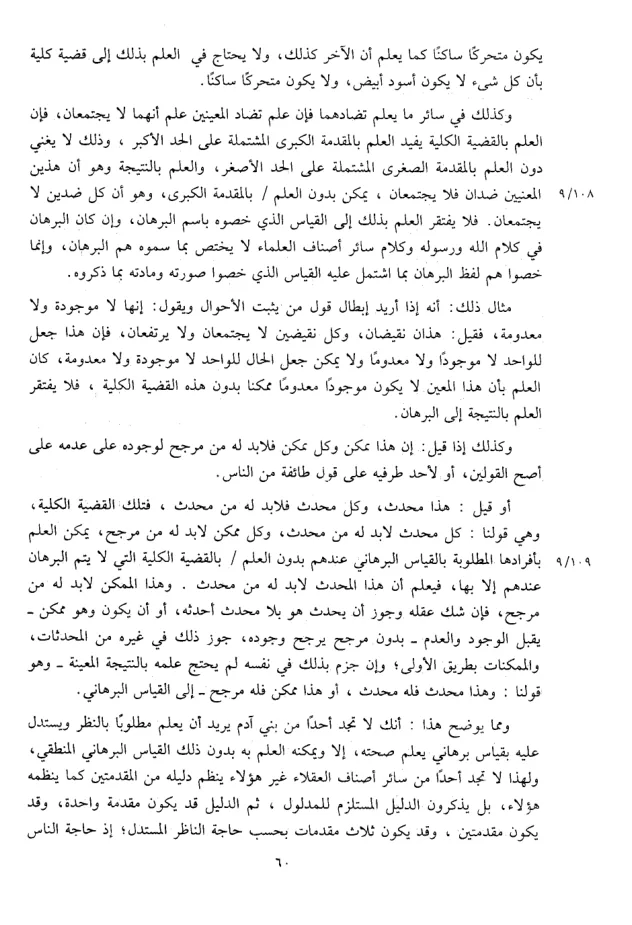 يكون متحركًا ساكنًا كما يعلم أن الآخر كذلك، ولا يحتاج في العلم بذلك إلى قضية كلية
بأن كل شىء لا يكون أسود أبيض، ولا يكون متحركًا ساكنًا.
وكذلك في سائر ما يعلم تضادهما فإن علم تضاد المعينين علم أنهما لا يجتمعان، فإن
العلم بالقضية الكلية يفيد العلم بالمقدمة الكبرى المشتملة على الحد الأكبر ، وذلك لا يغني
دون العلم بالمقدمة الصغرى المشتملة على الحد الأصغر، والعلم بالنتيجة وهو أن هذين
المعنيين ضدان فلا يجتمعان ، يمكن بدون العلم / بالمقدمة الكبرى، وهو أن كل ضدين لا ٩/١٠٨
يجتمعان. فلا يفتقر العلم بذلك إلى القياس الذي خصوه باسم البرهان، وإن كان البرهان
في كلام الله ورسوله وكلام سائر أصناف العلماء لا يختص بما سموه هم البرهان، وإنما
خصوا هم لفظ البرهان بما اشتمل عليه القياس الذي خصوا صورته ومادته بما ذكروه.
مثال ذلك: أنه إذا أريد إبطال قول من يثبت الأحوال ويقول: إنها لا موجودة ولا
معدومة، فقيل: هذان نقيضان، وكل نقيضين لا يجتمعان ولا يرتفعان، فإن هذا جعل
للواحد لا موجودًا ولا معدومًا ولا يمكن جعل الحال للواحد لا موجودة ولا معدومة، كان
العلم بأن هذا المعين لا يكون موجودًا معدومًا ممكنا بدون هذه القضية الكلية ، فلا يفتقر
العلم بالنتيجة إلى البرهان.
وكذلك إذا قيل: إن هذا ممكن وكل ممكن فلابد له من مرجح لوجوده على عدمه على
أصح القولين، أو لأحد طرفيه على قول طائفة من الناس.
أو قيل : هذا محدث، وكل محدث فلابد له من محدث ، فتلك القضية الكلية،
وهي قولنا : كل محدث لابد له من محدث، وكل ممكن لابد له من مرجح، يمكن العلم
بأفرادها المطلوبة بالقياس البرهاني عندهم بدون العلم / بالقضية الكلية التي لا يتم البرهان ٩/١٠٩
عندهم إلا بها، فيعلم أن هذا المحدث لابد له من محدث . وهذا الممكن لابد له من
مرجح، فإن شك عقله وجوز أن يحدث هو بلا محدث أحدثه، أو أن يكون وهو ممكن ـ
يقبل الوجود والعدم ـ بدون مرجح يرجح وجوده، جوز ذلك في غيره من المحدثات،
والممكنات بطريق الأولى؛ وإن جزم بذلك في نفسه لم يحتج علمه بالنتيجة المعينة ـ وهو
قولنا : وهذا محدث فله محدث ، أو هذا ممكن فله مرجح ـ إلى القياس البرهاني.
ومما يوضح هذا : أنك لا تجد أحدًا من بني آدم يريد أن يعلم مطلوبًا بالنظر ويستدل
عليه بقياس برهاني يعلم صحته، إلا ويمكنه العلم به بدون ذلك القياس البرهاني المنطقي،
ولهذا لا تجد أحدًا من سائر أصناف العقلاء غير هؤلاء ينظم دليله من المقدمتين كما ينظمه
هؤلاء، بل يذكرون الدليل المستلزم للمدلول ، ثم الدليل قد يكون مقدمة واحدة، وقد
يكون مقدمتين ، وقد يكون ثلاث مقدمات بحسب حاجة الناظر المستدل؛ إذ حاجة الناس
٦٠